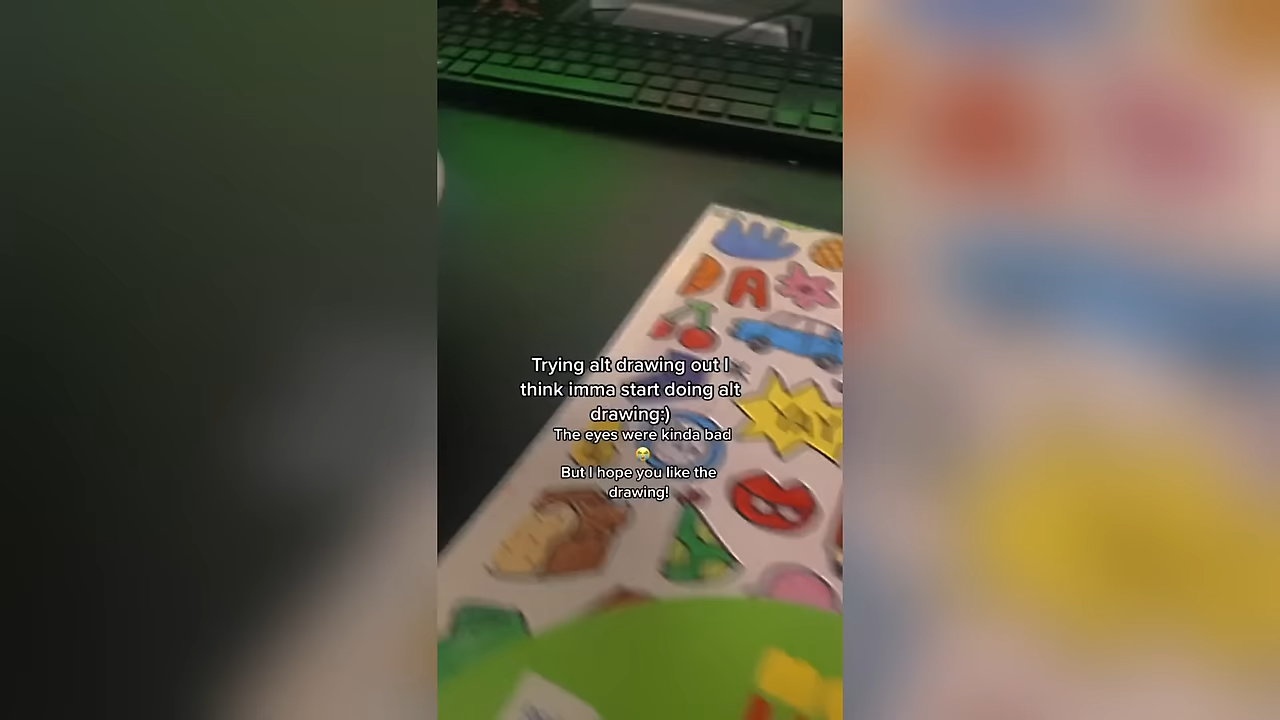 A
Trying alt drawing out I
think imma start doing alt
drawing:)
The eyes were kinda bad
😭
But I hope you like the
drawing!